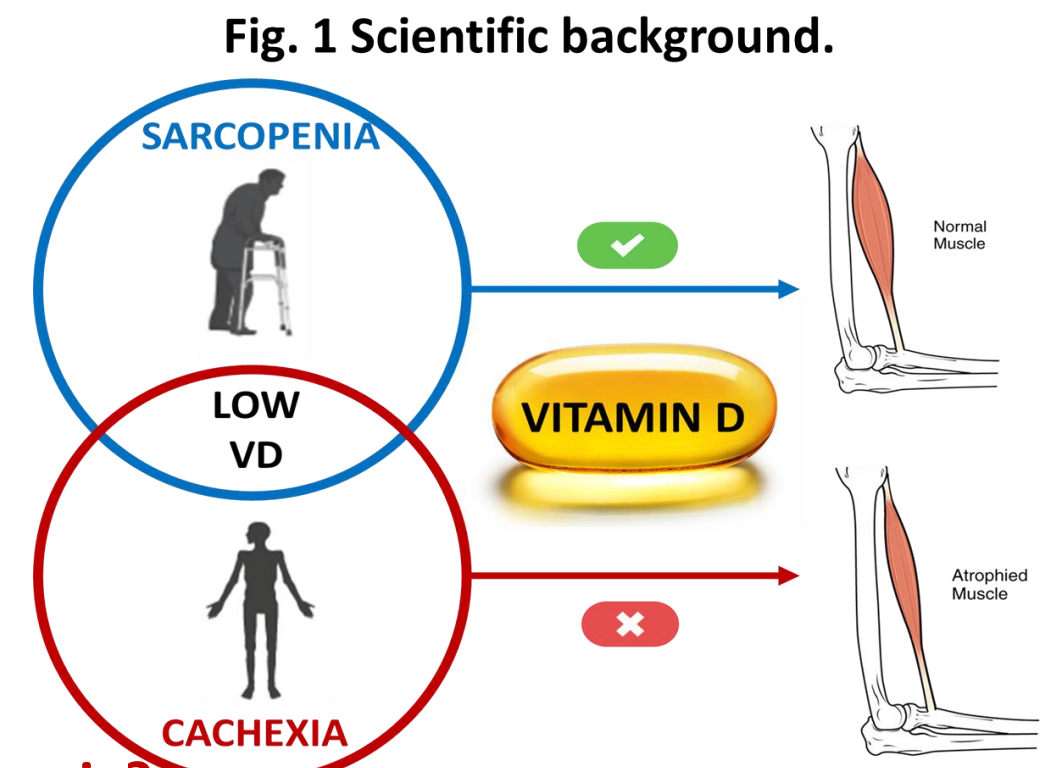 Fig. 1 Scientific background.
SARCOPENIA
LOW
VD
CACHEXIA
VITAMIN D
Normal
Muscle
Atrophied
Muscle